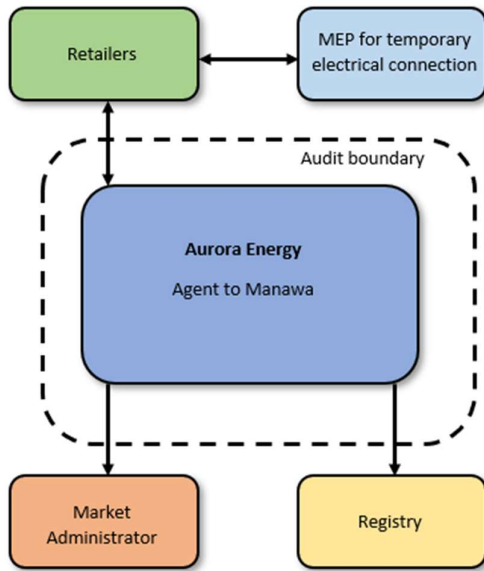 Retailers
MEP for temporary
electrical connection
Audit boundary
Aurora Energy
Agent to Manawa
Market
Administrator
Registry